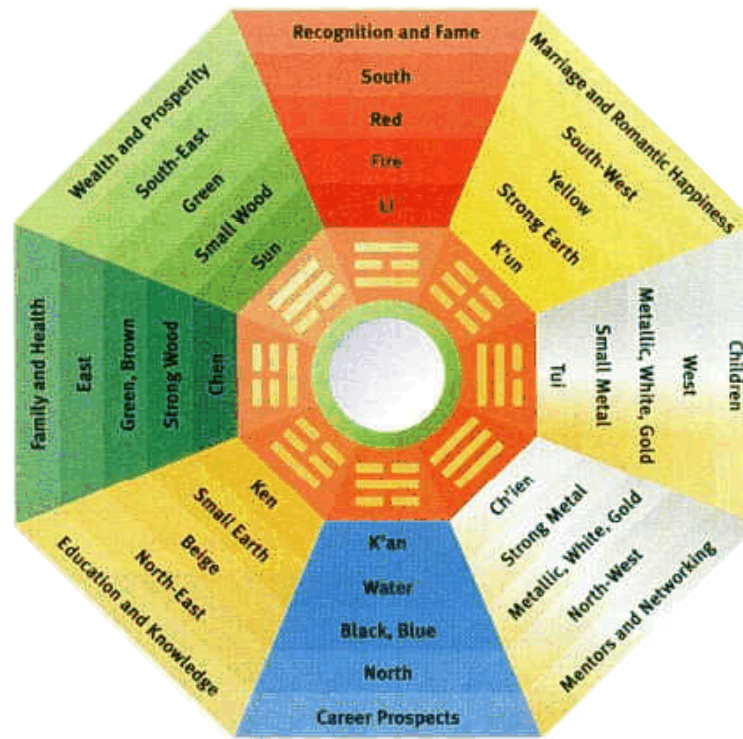 Recognition and Fame
South
Red
Fire
Li
Marriage and Romantic Happiness
South-West
Yellow
Strong Earth
K'un
Children
West
Metallic, White, Gold
Small Metal
Tui
Ch'ien
Strong Metal
Metallic, White, Gold
North-West
Mentors and Networking
K'an
Water
Black, Blue
North
Career Prospects
Ken
Small Earth
Beige
North-East
Education and Knowledge
Family and Health
East
Green, Brown
Strong Wood
Chen
Wealth and Prosperity
South-East
Green
Small Wood
Sun